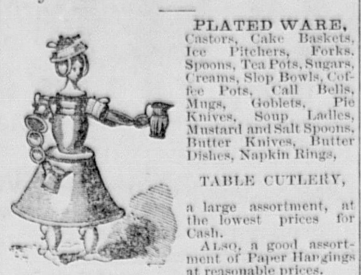 PLATED WARE,
Castors, Cake Baskets,
Ice Pitchers, Forks,
Spoons, Tea Pots, Sugars,
Creams, Slop Bowls, Cof-
fee Pots, Call Bells,
Mugs, Goblets, Pie
Knives, Soup Ladles,
Mustard and Salt Spoons,
Butter Knives, Butter
Dishes, Napkin Rings,
TABLE CUTLERY,
a large assortment, at
the lowest prices for
Cash.
ALSO, a good assort-
ment of Paper Hangings
at reasonable prices.